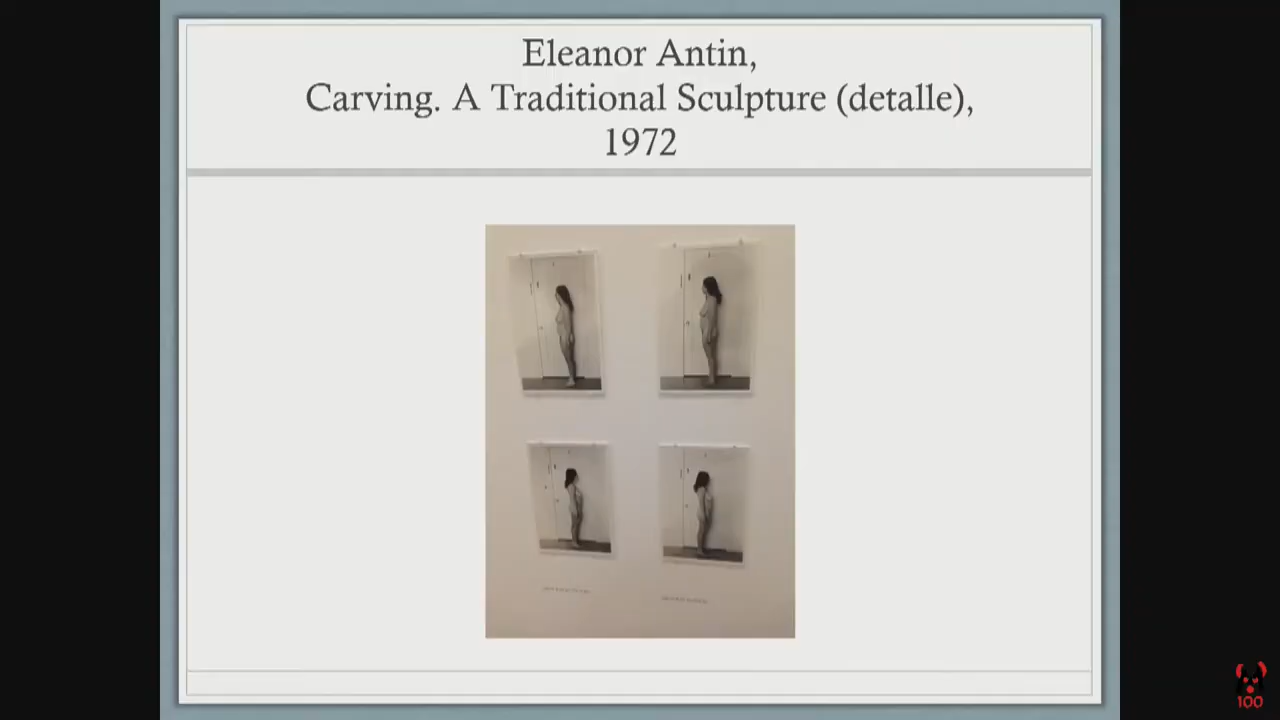 Eleanor Antin,
Carving. A Traditional Sculpture (detalle),
1972
100